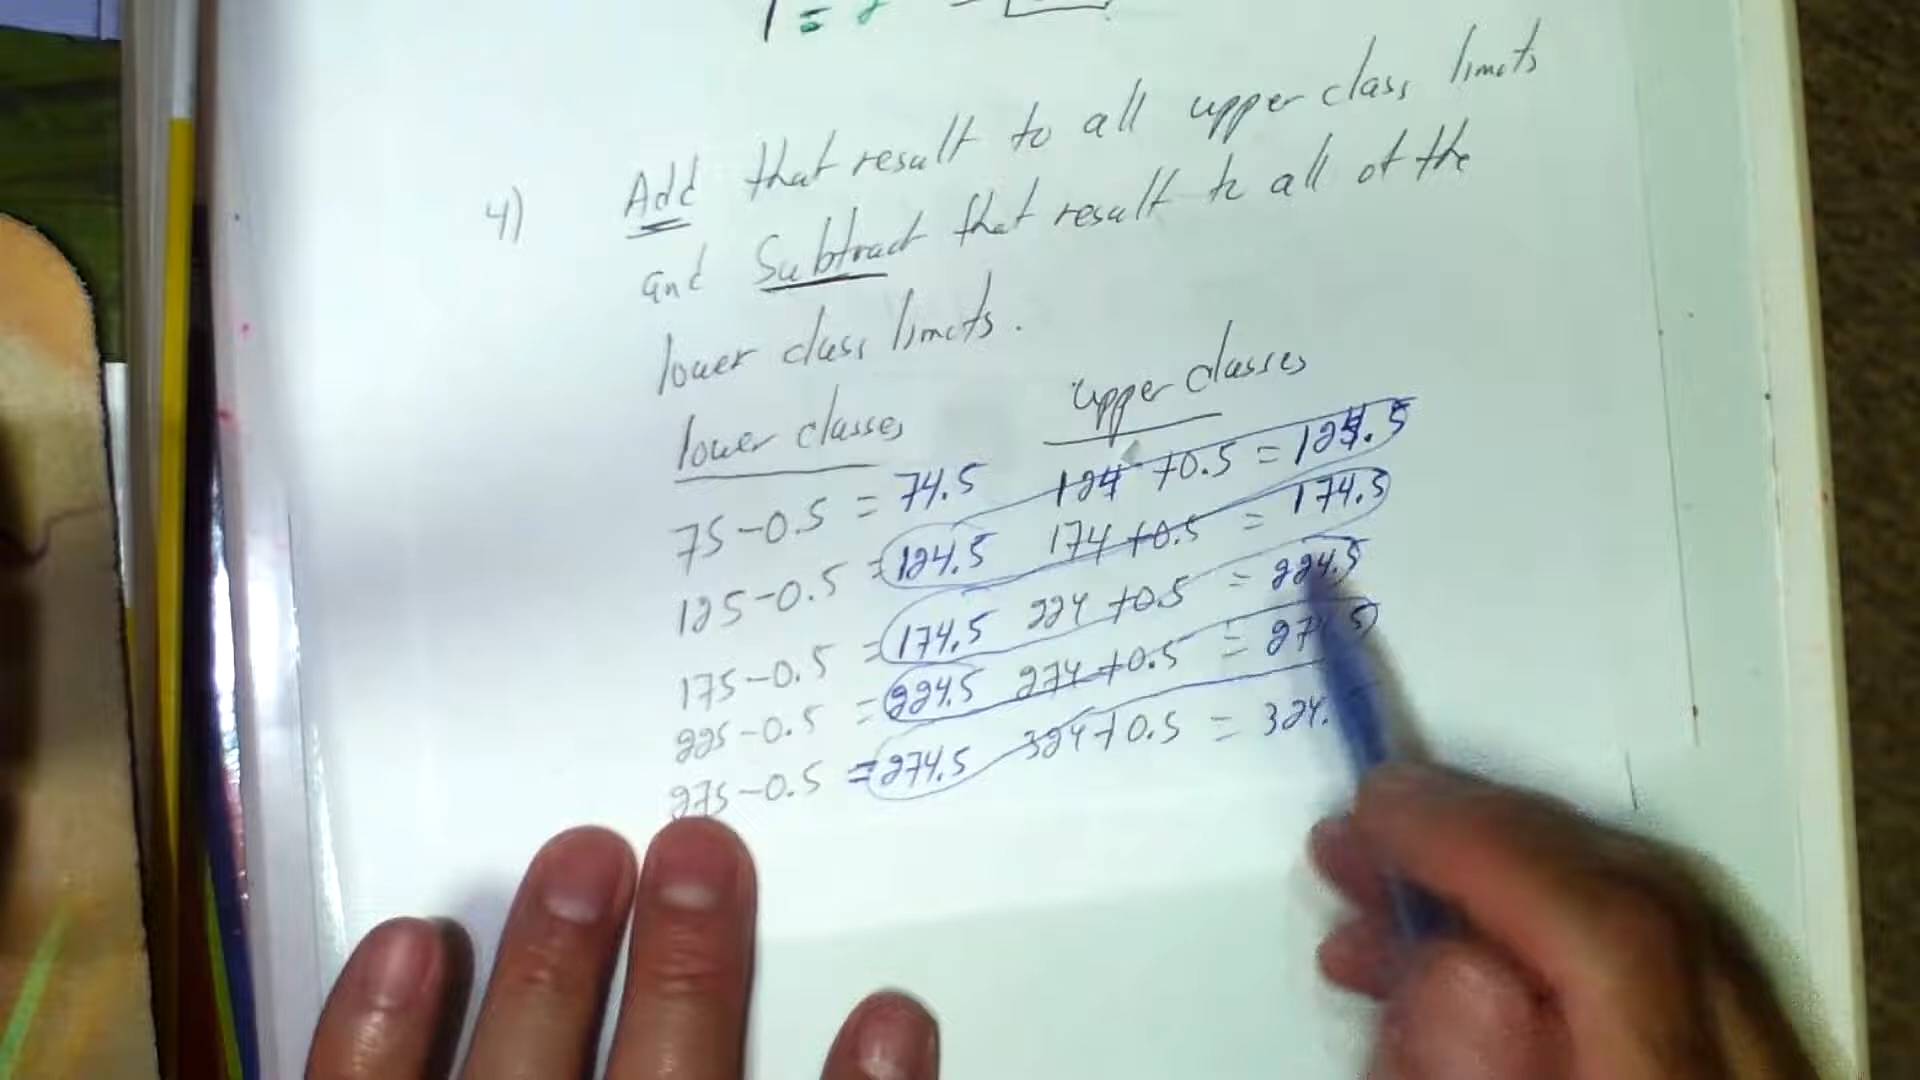 4) Add that result to all upper class limits
and Subtract that result to all of the
lower class limits.
lower classes upper classes
75-0.5 = 74.5 124 +0.5 = 124.5
125-0.5 = 124.5 174 +0.5 = 174.5
175-0.5 = 174.5 224 +0.5 = 224.5
225-0.5 = 224.5 274 +0.5 = 27 5
275-0.5 = 274.5 324 +0.5 = 324.